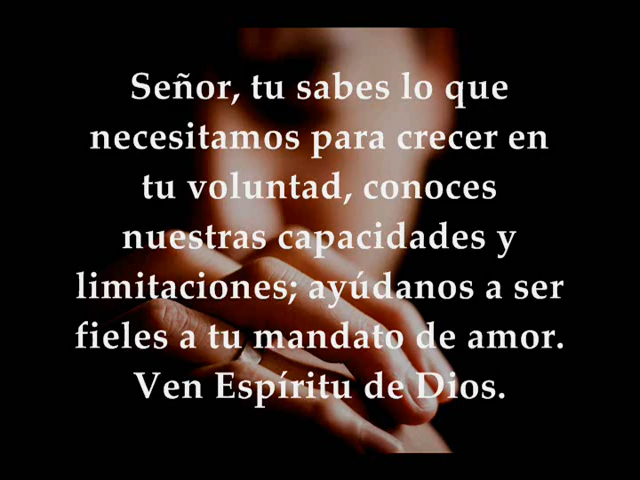 Señor, tu sabes lo que
necesitamos para crecer en
tu voluntad, conoces
nuestras capacidades y
limitaciones; ayúdanos a ser
fieles a tu mandato de amor.
Ven Espíritu de Dios.